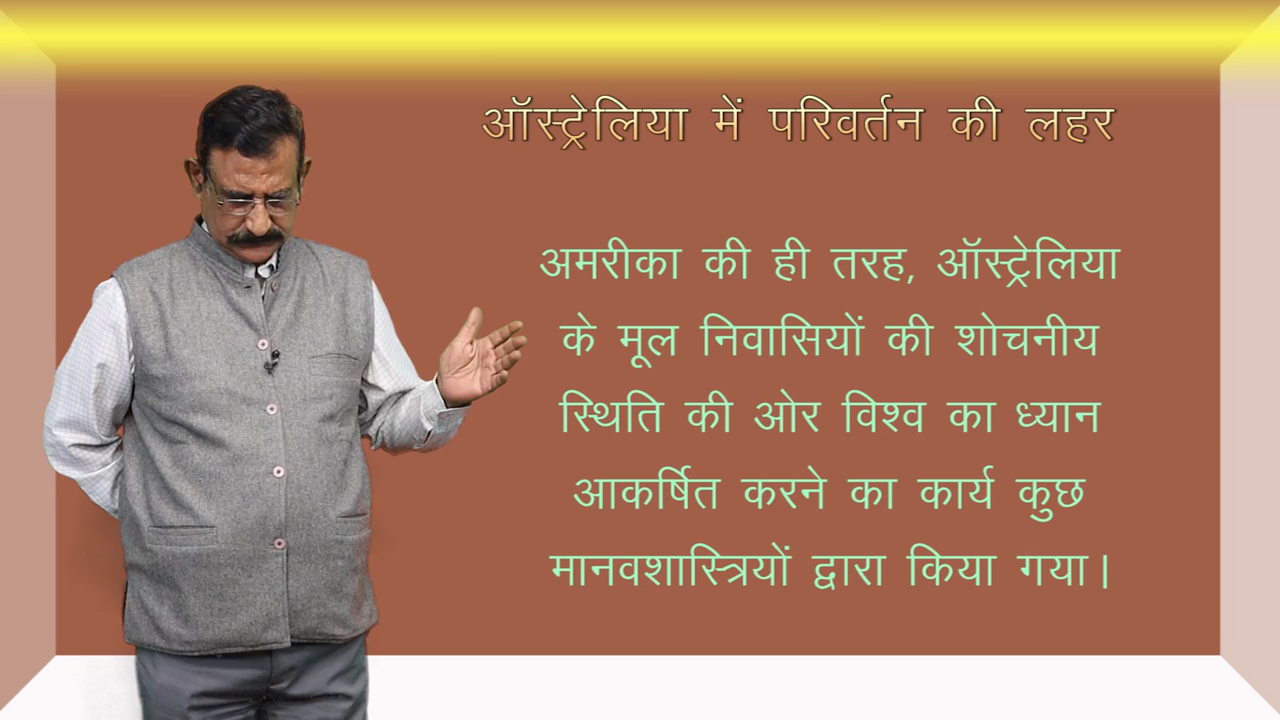 ऑस्ट्रेलिया में परिवर्तन की लहर
अमरीका की ही तरह, ऑस्ट्रेलिया
के मूल निवासियों की शोचनीय
स्थिति की ओर विश्व का ध्यान
आकर्षित करने का कार्य कुछ
मानवशास्त्रियों द्वारा किया गया।